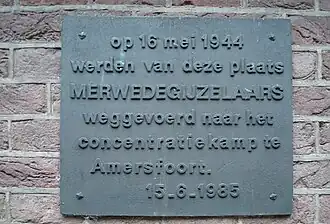 op 16 mei 1944
werden van deze plaats
MERWEDEGIJZELAARS
weggevoerd naar het
concentratiekamp te
Amersfoort.
15-6-1985